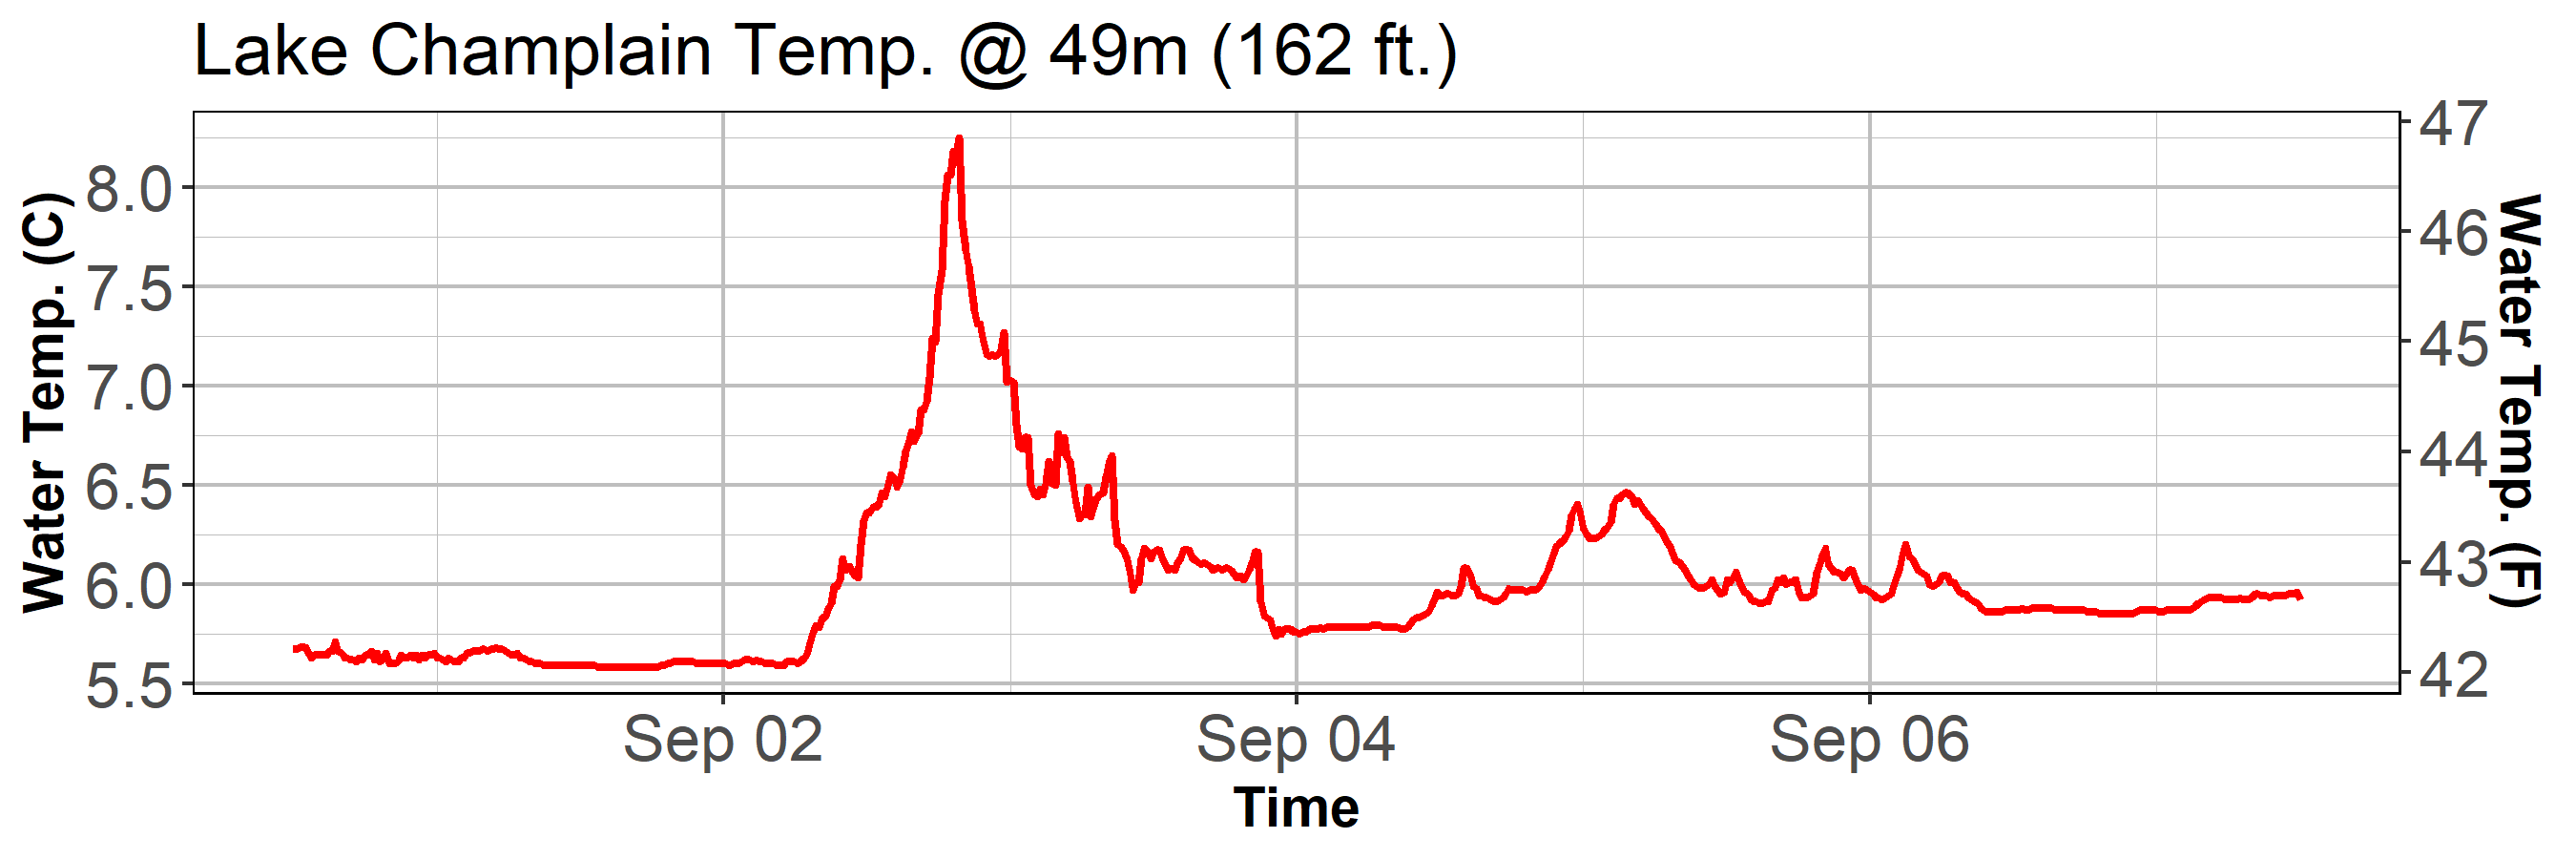 Lake Champlain Temp. @ 49m (162 ft.)
Water Temp. (C)
8.0
7.5
7.0
6.5
6.0
5.5
47
46
45
44
43
42
Water Temp. (F)
Sep 02
Sep 04
Sep 06
Time